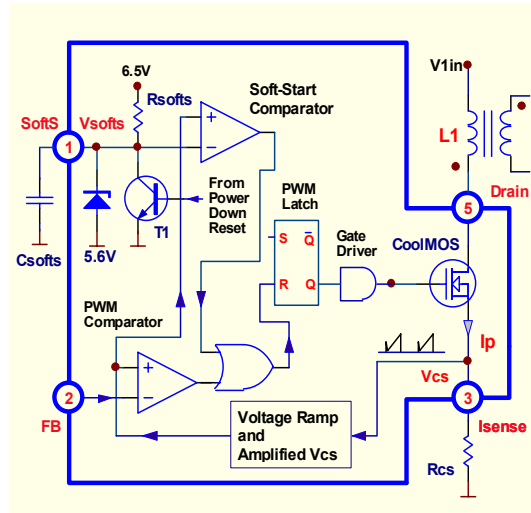 6.5V
Rsofts
Soft-Start
Comparator
V1in
SoftS
Vsofts
L1
1
+
−
From
Power
Down
Reset
T1
PWM
Latch
Drain
5
Csofts
5.6V
S
Q
Gate
Driver
CoolMOS
R
Q
PWM
Comparator
Ip
+
−
Vcs
2
FB
3
Isense
Voltage Ramp
and
Amplified Vcs
Rcs